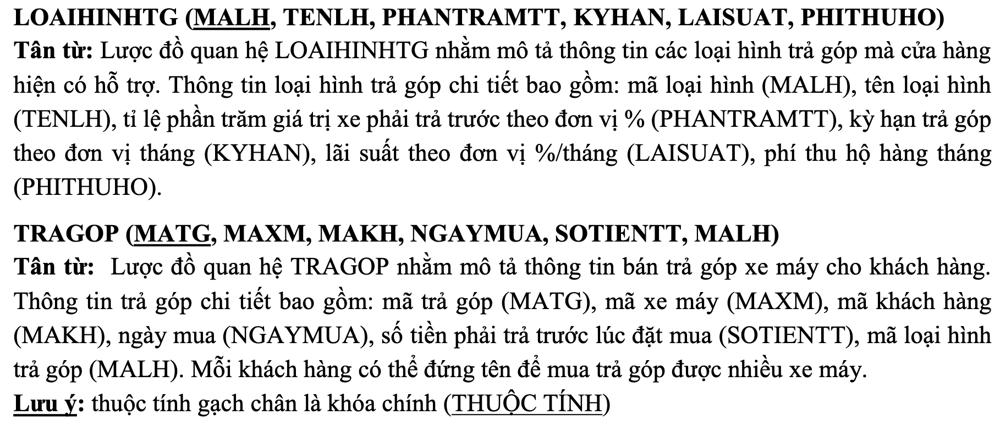 LOAIHINHTG (MALH, TENLH, PHANTRAMTT, KYHAN, LAISUAT, PHITHUHO)
Tân từ: Lược đồ quan hệ LOAIHINHTG nhằm mô tả thông tin các loại hình trả góp mà cửa hàng
hiện có hỗ trợ. Thông tin loại hình trả góp chi tiết bao gồm: mã loại hình (MALH), tên loại hình
(TENLH), tỉ lệ phần trăm giá trị xe phải trả trước theo đơn vị % (PHANTRAMTT), kỳ hạn trả góp
theo đơn vị tháng (KYHAN), lãi suất theo đơn vị %/tháng (LAISUAT), phí thu hộ hàng tháng
(PHITHUHO).
TRAGOP (MATG, MAXM, MAKH, NGAYMUA, SOTIENTT, MALH)
Tân từ: Lược đồ quan hệ TRAGOP nhằm mô tả thông tin bán trả góp xe máy cho khách hàng.
Thông tin trả góp chi tiết bao gồm: mã trả góp (MATG), mã xe máy (MAXM), mã khách hàng
(MAKH), ngày mua (NGAYMUA), số tiền phải trả trước lúc đặt mua (SOTIENTT), mã loại hình
trả góp (MALH). Mỗi khách hàng có thể đứng tên để mua trả góp được nhiều xe máy.
Lưu ý: thuộc tính gạch chân là khóa chính (THUỘC TÍNH)